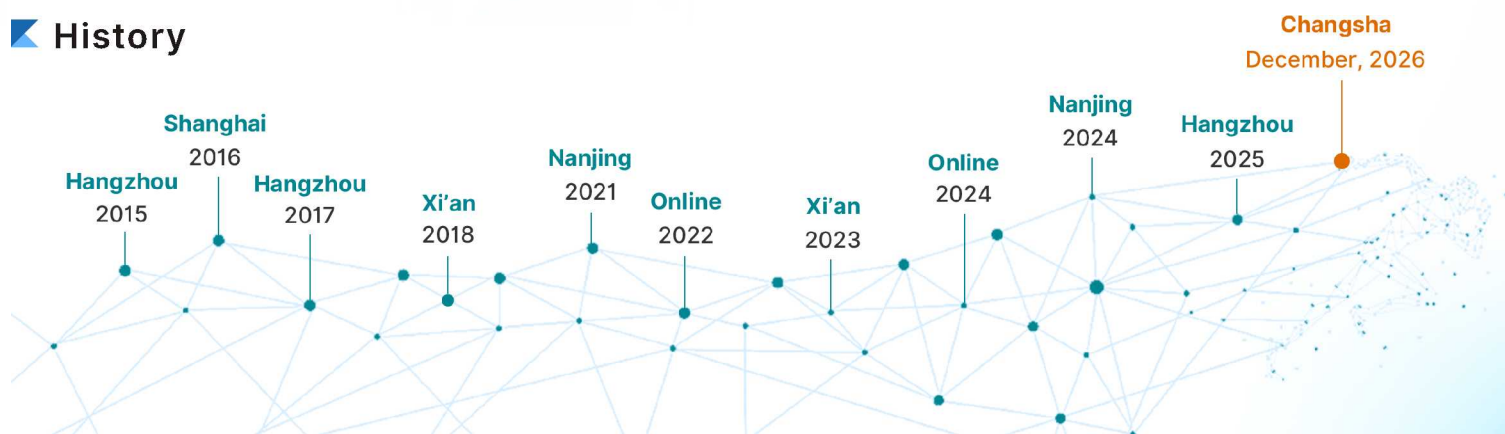 History
Hangzhou
2015
Shanghai
2016
Hangzhou
2017
Xi’an
2018
Nanjing
2021
Online
2022
Xi’an
2023
Online
2024
Nanjing
2024
Hangzhou
2025
Changsha
December, 2026